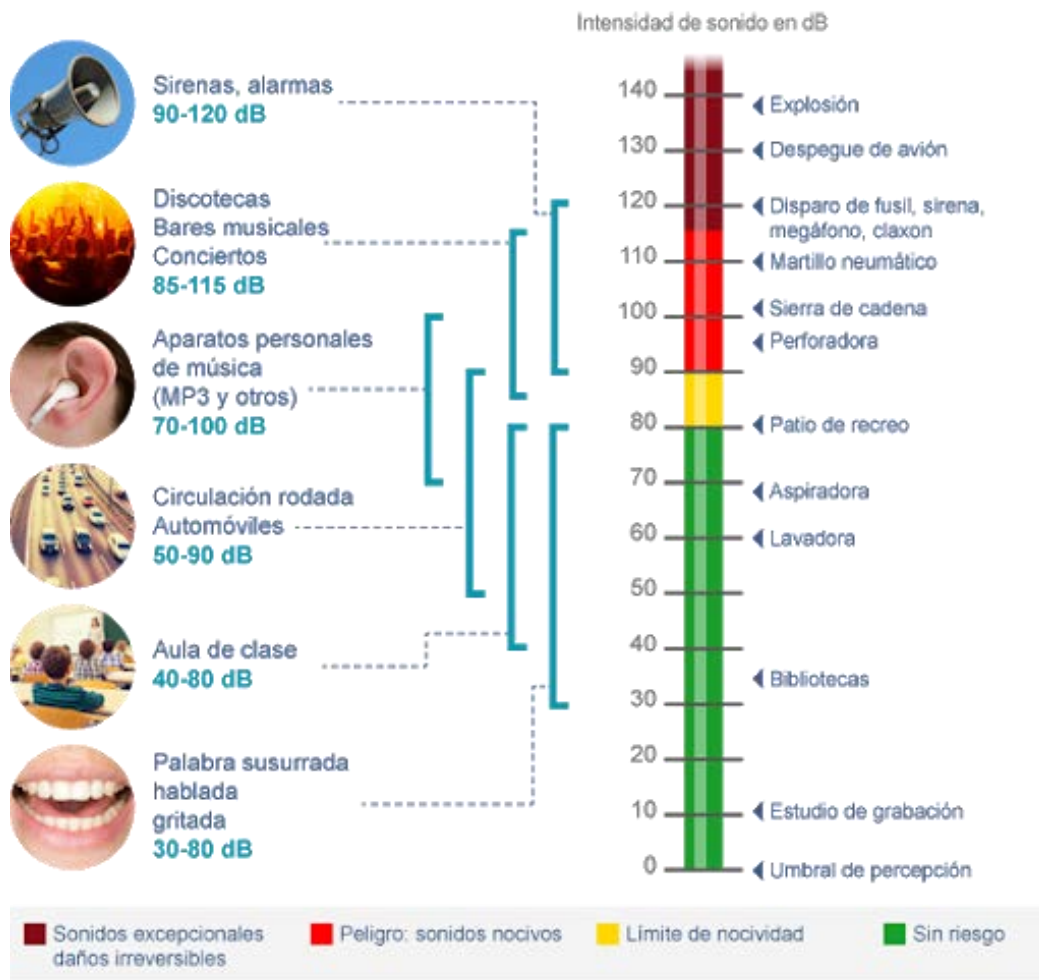 Intensidad de sonido en dB
Sirenas, alarmas
90-120 dB
Discotecas
Bares musicales
Conciertos
85-115 dB
Aparatos personales
de música
(MP3 y otros)
70-100 dB
Circulación rodada
Automóviles
50-90 dB
Aula de clase
40-80 dB
Palabra susurrada
hablada
gritada
30-80 dB
140
130
120
110
100
90
80
70
60
50
40
30
20
10
0
Explosión
Despegue de avión
Disparo de fusil, sirena,
megáfono, claxon
Martillo neumático
Sierra de cadena
Perforadora
Patio de recreo
Aspiradora
Lavadora
Bibliotecas
Estudio de grabación
Umbral de percepción
Sonidos excepcionales
daños irreversibles
Peligro: sonidos nocivos
Límite de nocividad
Sin riesgo